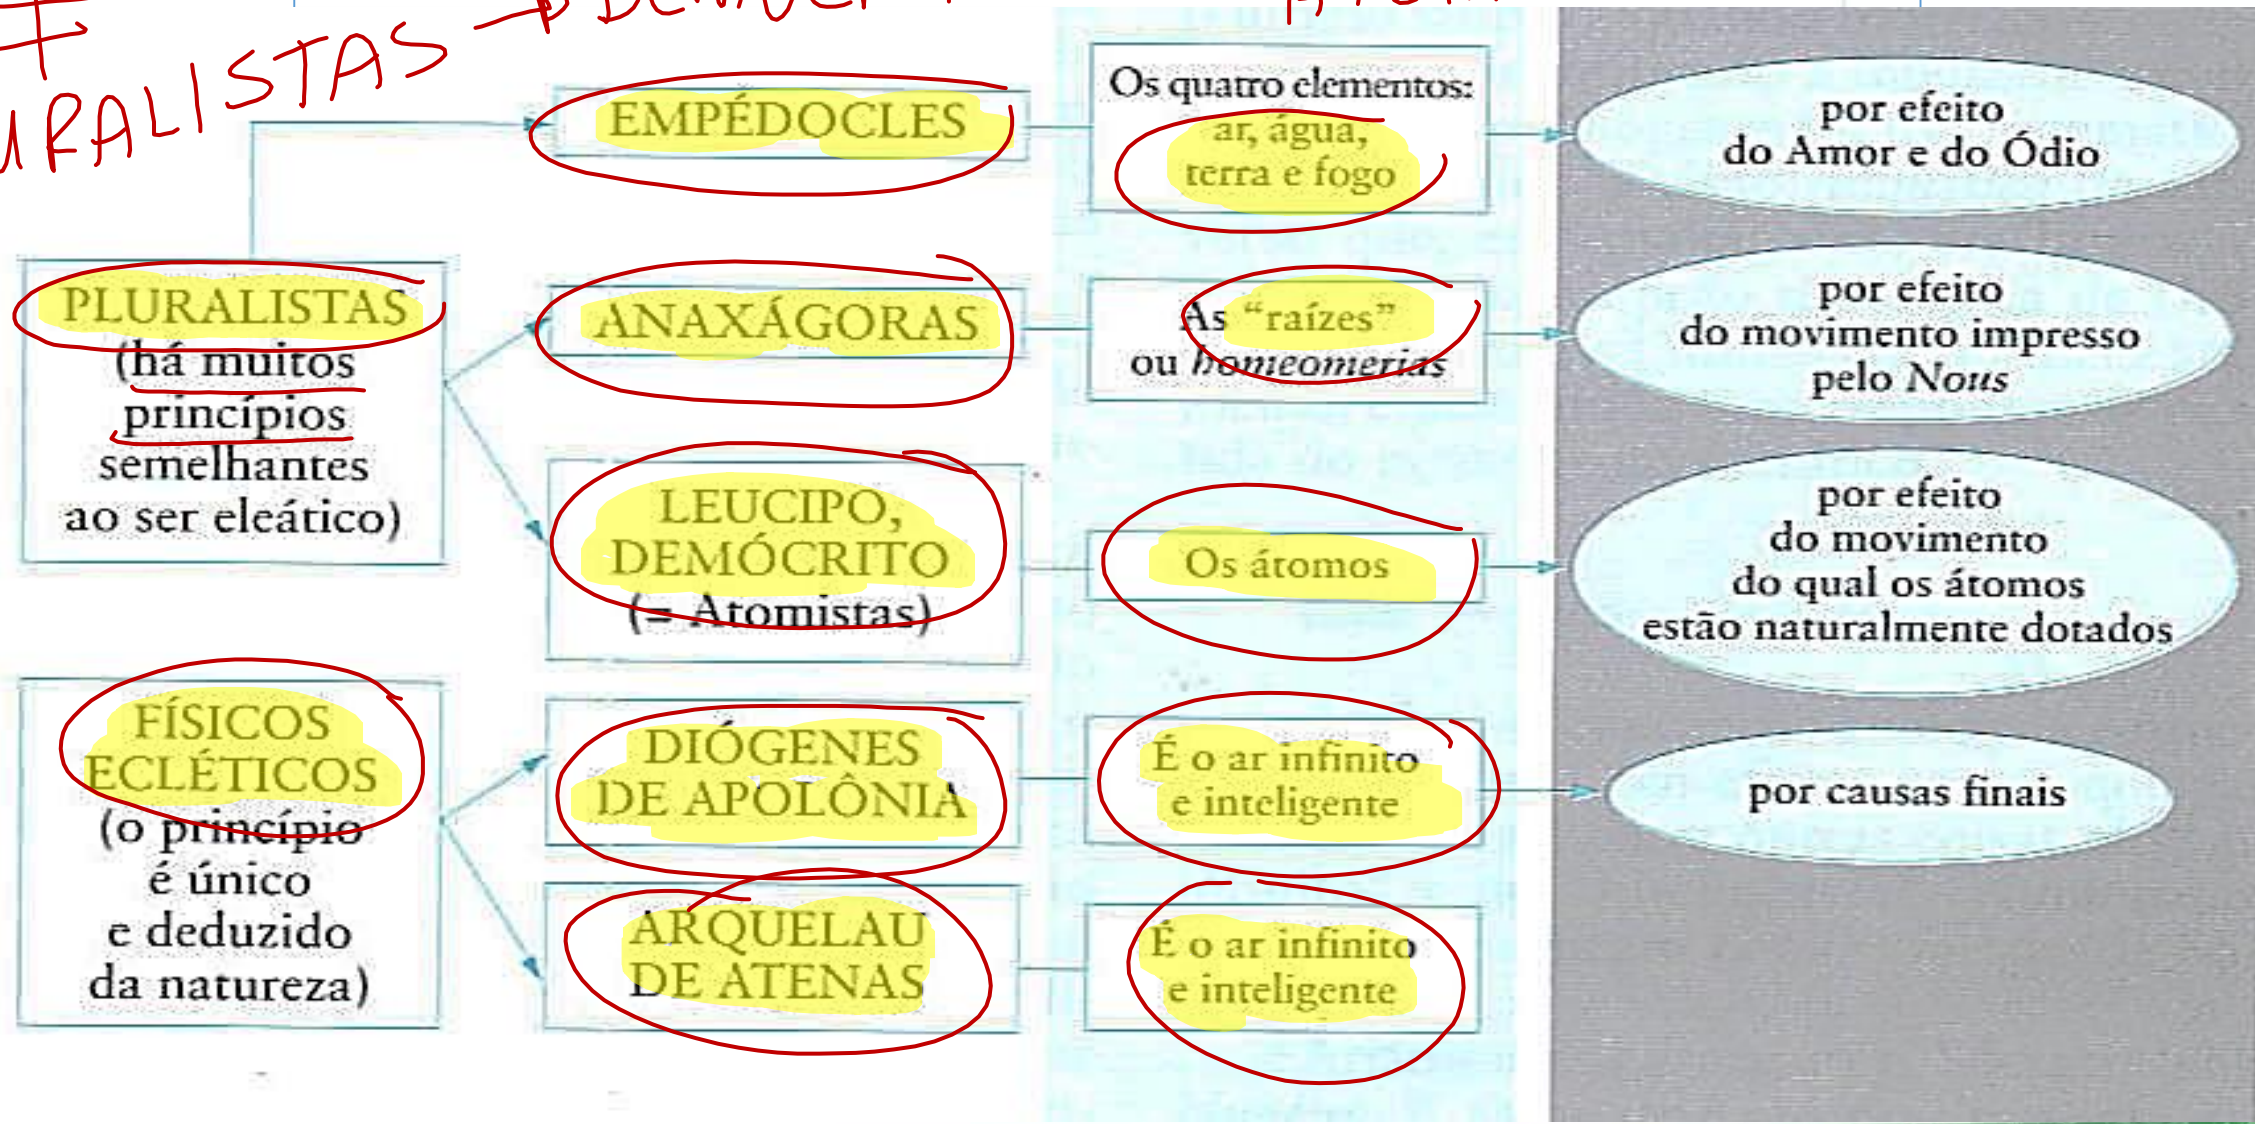 PLURALISTAS
(há muitos
princípios
semelhantes
ao ser eleático)
EMPÉDOCLES
Os quatro elementos:
ar, água,
terra e fogo
por efeito
do Amor e do Ódio
ANAXÁGORAS
As “raízes”
ou homeomerias
por efeito
do movimento impresso
pelo Nous
LEUCIPO,
DEMÓCRITO
(= Atomistas)
Os átomos
por efeito
do movimento
do qual os átomos
estão naturalmente dotados
FÍSICOS
ECLÉTICOS
(o princípio
é único
e deduzido
da natureza)
DIÓGENES
DE APOLÔNIA
É o ar infinito
e inteligente
por causas finais
ARQUELAU
DE ATENAS
É o ar infinito
e inteligente